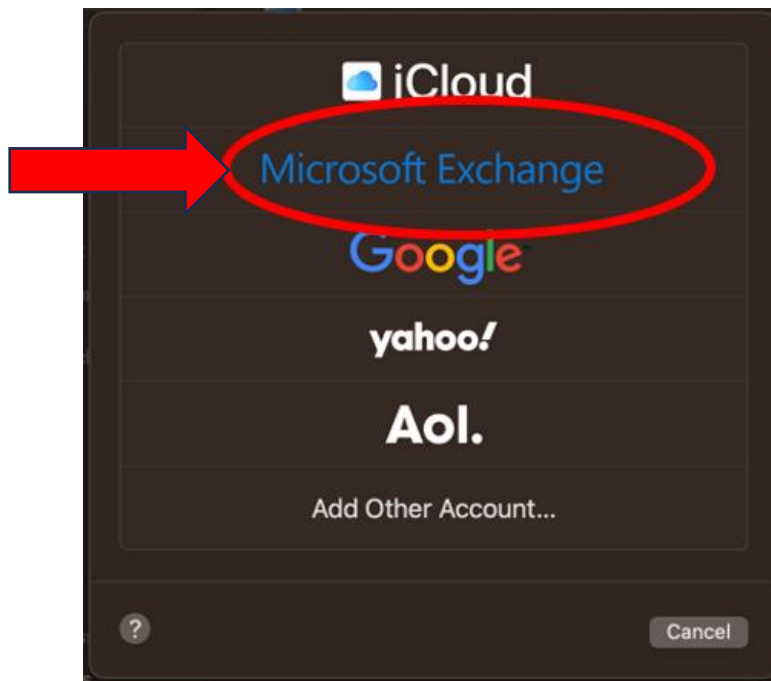 iCloud
Microsoft Exchange
Google
yahoo!
Aol.
Add Other Account...
?
Cancel